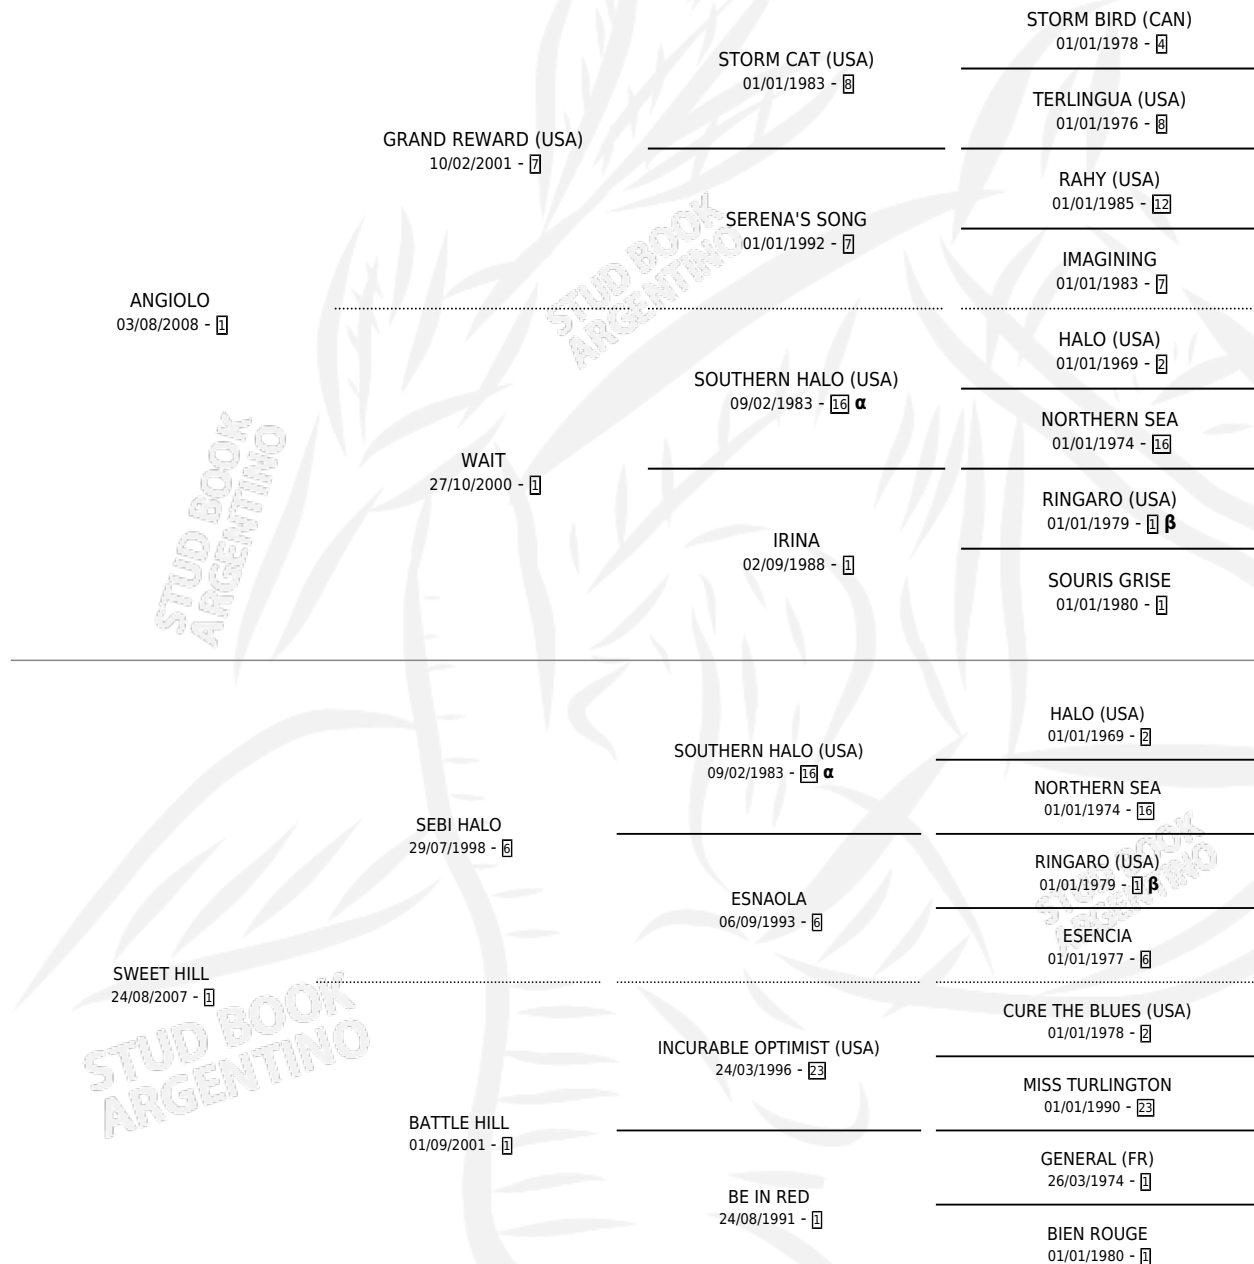 STORM BIRD (CAN)
01/01/1978 - 4
STORM CAT (USA)
01/01/1983 - 8
TERLINGUA (USA)
01/01/1976 - 8
GRAND REWARD (USA)
10/02/2001 - 7
RAHY (USA)
01/01/1985 - 12
SERENA'S SONG
01/01/1992 - 7
IMAGINING
01/01/1983 - 7
STUD BOOK
ARGENTINO
ANGIOLO
03/08/2008 - 1
HALO (USA)
01/01/1969 - 2
SOUTHERN HALO (USA)
09/02/1983 - 16 α
NORTHERN SEA
01/01/1974 - 16
WAIT
27/10/2000 - 1
RINGARO (USA)
01/01/1979 - 1 β
IRINA
02/09/1988 - 1
SOURIS GRISE
01/01/1980 - 1
STUD BOOK
ARGENTINO
HALO (USA)
01/01/1969 - 2
SOUTHERN HALO (USA)
09/02/1983 - 16 α
NORTHERN SEA
01/01/1974 - 16
SEBI HALO
29/07/1998 - 6
RINGARO (USA)
01/01/1979 - 1 β
ESNAOLA
06/09/1993 - 6
ESENCIA
01/01/1977 - 6
STUD BOOK
ARGENTINO
SWEET HILL
24/08/2007 - 1
CURE THE BLUES (USA)
01/01/1978 - 2
INCURABLE OPTIMIST (USA)
24/03/1996 - 23
MISS TURLINGTON
01/01/1990 - 23
STUD BOOK
ARGENTINO
BATTLE HILL
01/09/2001 - 1
GENERAL (FR)
26/03/1974 - 1
BE IN RED
24/08/1991 - 1
BIEN ROUGE
01/01/1980 - 1